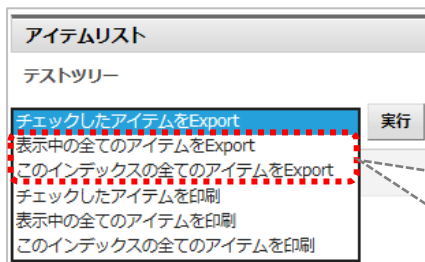 アイテムリスト
テストツリー
チェックしたアイテムをExport
実行
表示中の全てのアイテムをExport
このインデックスの全てのアイテムをExport
チェックしたアイテムを印刷
表示中の全てのアイテムを印刷
このインデックスの全てのアイテムを印刷